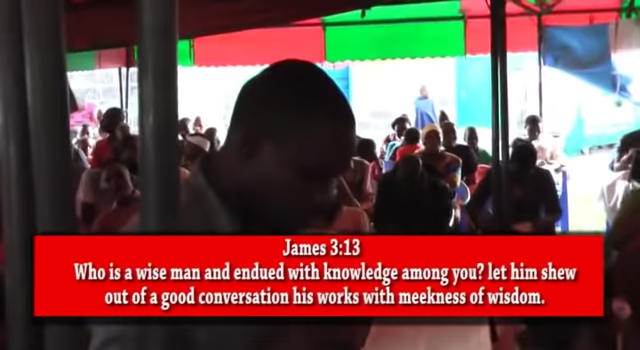 James 3:13
Who is a wise man and endued with knowledge among you? let him shew
out of a good conversation his works with meekness of wisdom.